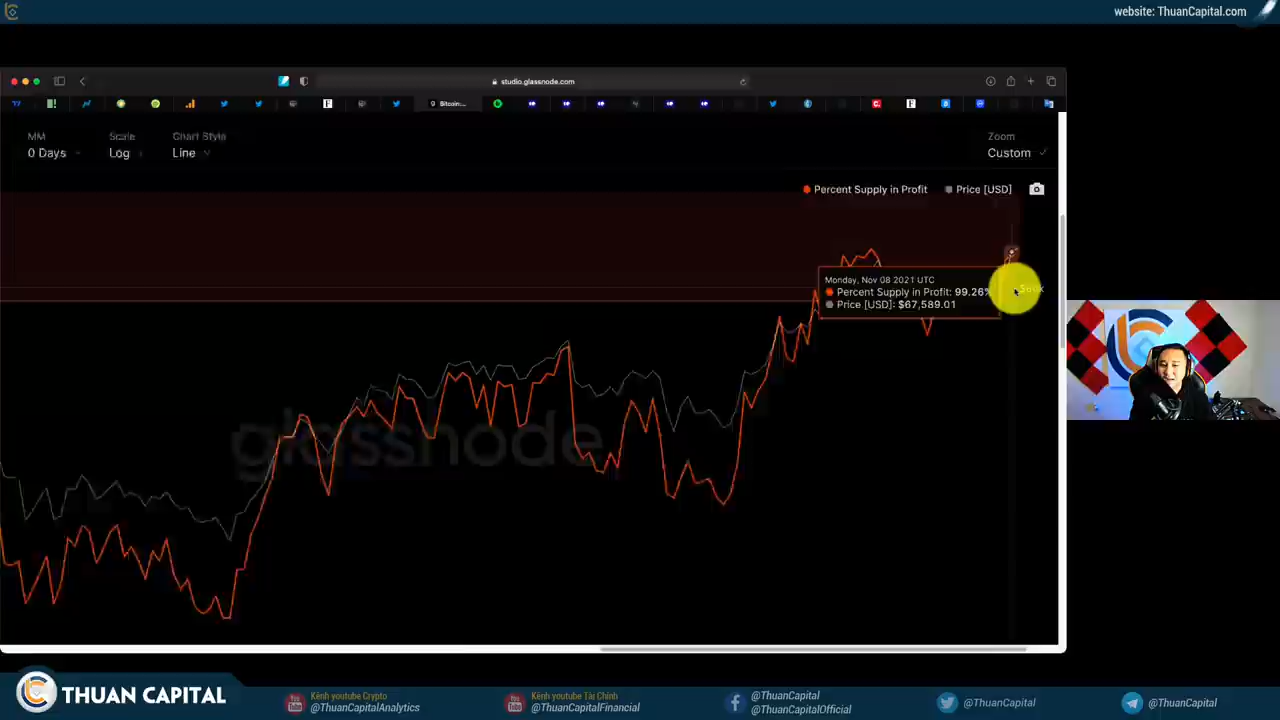 website: ThuanCapital.com
studio.glassnode.com
Bitcoin:...
MM
Scale
Chart Style
Zoom
0 Days
Log
Line
Custom
Percent Supply in Profit
Price [USD]
Monday, Nov 08 2021 UTC
Percent Supply in Profit: 99.26%
Price [USD]: $67,589.01
glassnode
THUAN CAPITAL
Kênh youtube Crypto
@ThuanCapitalAnalytics
Kênh youtube Tài Chính
@ThuanCapitalFinancial
@ThuanCapital
@ThuanCapitalOfficial
@ThuanCapital
@ThuanCapital